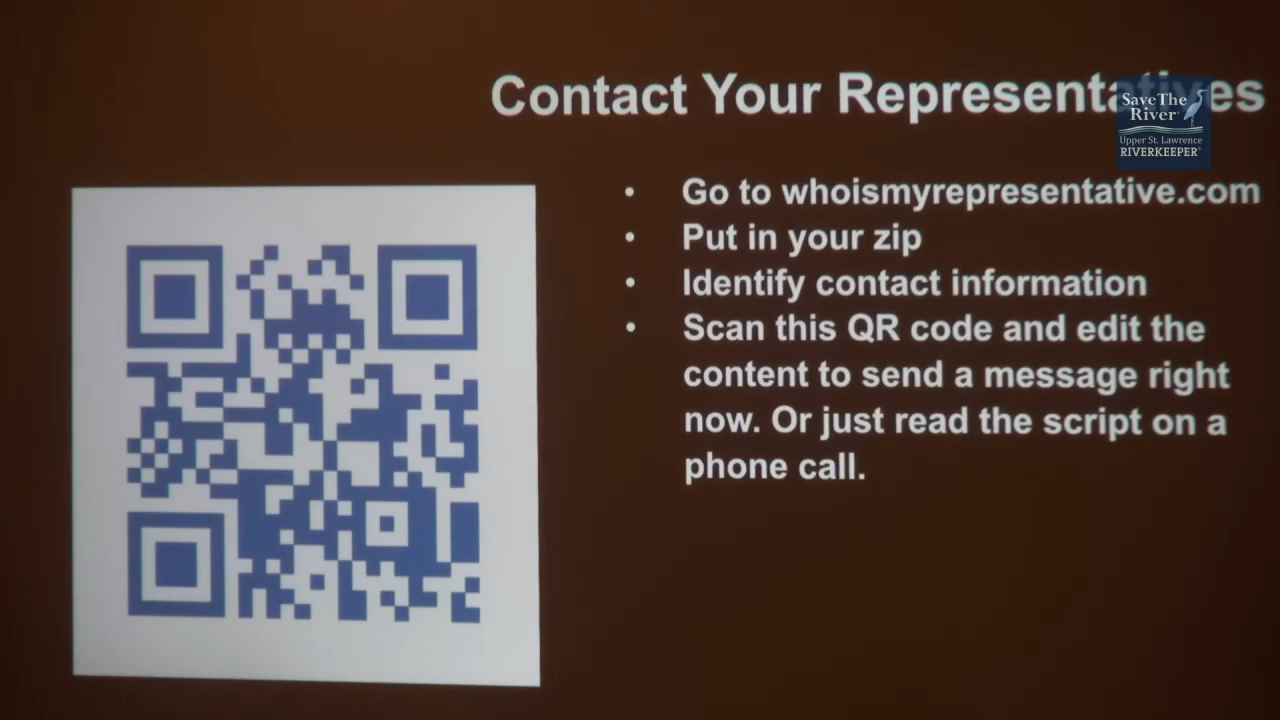 Contact Your Representatives
Save The
River
Upper St. Lawrence
RIVERKEEPER®
• Go to whoismyrepresentative.com
• Put in your zip
• Identify contact information
• Scan this QR code and edit the
content to send a message right
now. Or just read the script on a
phone call.